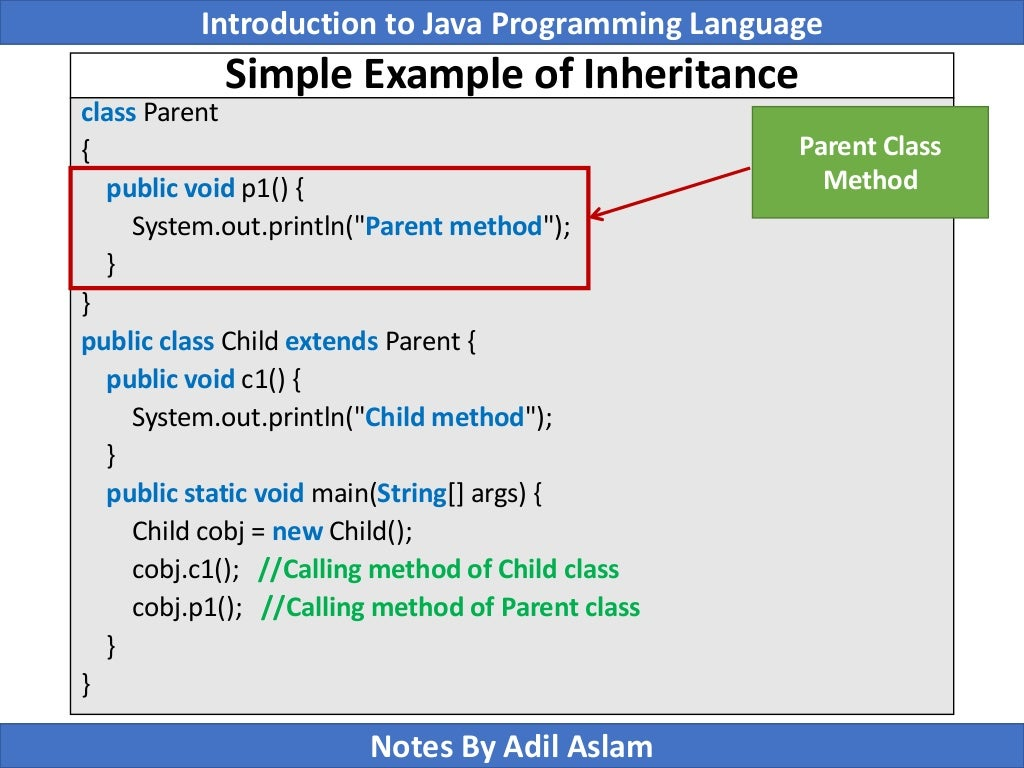 Introduction to Java Programming Language
Simple Example of Inheritance
class Parent
{
public void p1() {
System.out.println("Parent method");
}
}
public class Child extends Parent {
public void c1() {
System.out.println("Child method");
}
public static void main(String[] args) {
Child cobj = new Child();
cobj.c1();   //Calling method of Child class
cobj.p1();   //Calling method of Parent class
}
}
Parent Class
Method
Notes By Adil Aslam